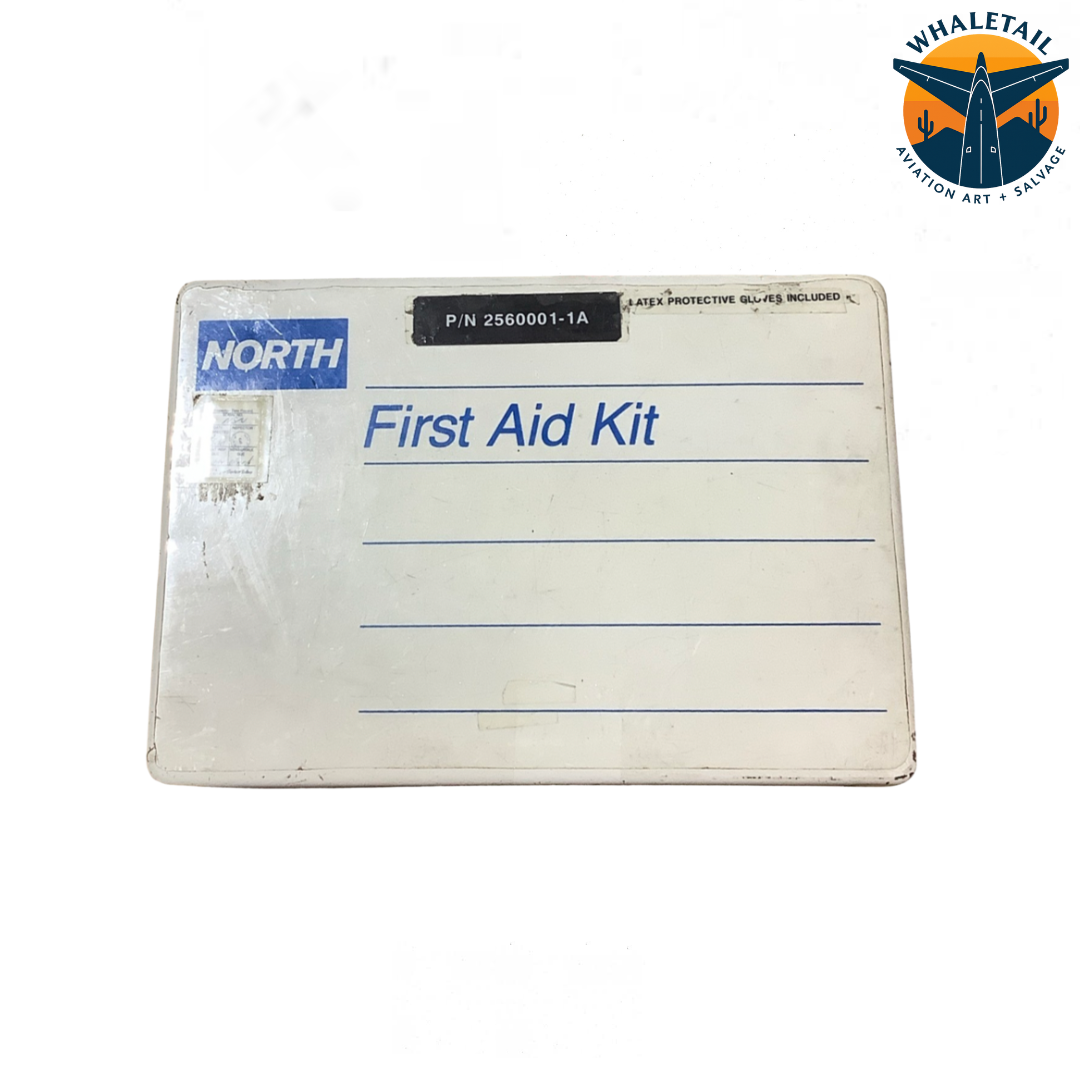 WHALETAIL
AVIATION ART + SALVAGE
P/N 2560001-1A
LATEX PROTECTIVE GLOVES INCLUDED
NORTH
First Aid Kit